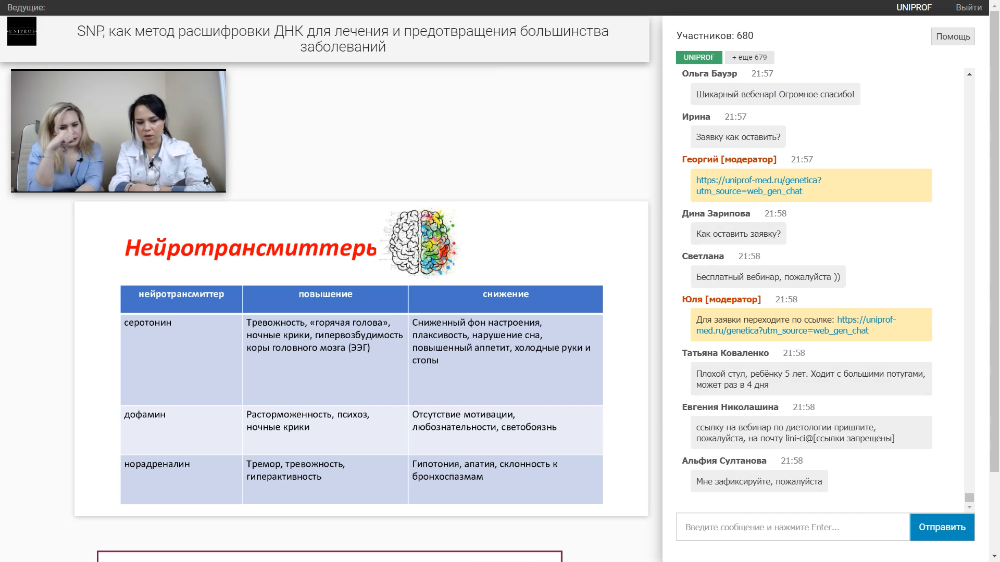 Ведущие:
UNIPROF
Выйти
UNIPROF
SNP, как метод расшифровки ДНК для лечения и предотвращения большинства
заболеваний
Нейротрансмиттеры
нейротрансмиттер
повышение
снижение
серотонин
Тревожность, «горячая голова»,
ночные крики, гипервозбудимость
коры головного мозга (ЭЭГ)
Сниженный фон настроения,
плаксивость, нарушение сна,
повышенный аппетит, холодные руки и
стопы
дофамин
Расторможенность, психоз,
ночные крики
Отсутствие мотивации,
любознательности, светобоязнь
норадреналин
Тремор, тревожность,
гиперактивность
Гипотония, апатия, склонность к
бронхоспазмам
Участников: 680
Помощь
UNIPROF
+ еще 679
Ольга Бауэр 21:57
Шикарный вебенар! Огромное спасибо!
Ирина 21:57
Заявку как оставить?
Георгий [модератор] 21:57
https://uniprof-med.ru/genetica?
utm_source=web_gen_chat
Дина Зарипова 21:58
Как оставить заявку?
Светлана 21:58
Бесплатный вебинар, пожалуйста ))
Юля [модератор] 21:58
Для заявки переходите по ссылке: https://uniprof-
med.ru/genetica?utm_source=web_gen_chat
Татьяна Коваленко 21:58
Плохой стул, ребёнку 5 лет. Ходит с большими потугами,
может раз в 4 дня
Евгения Николашина 21:58
ссылку на вебинар по диетологии пришлите,
пожалуйста, на почту lini-ci@[ссылки запрещены]
Альфия Султанова 21:58
Мне зафиксируйте, пожалуйста
Введите сообщение и нажмите Enter...
Отправить